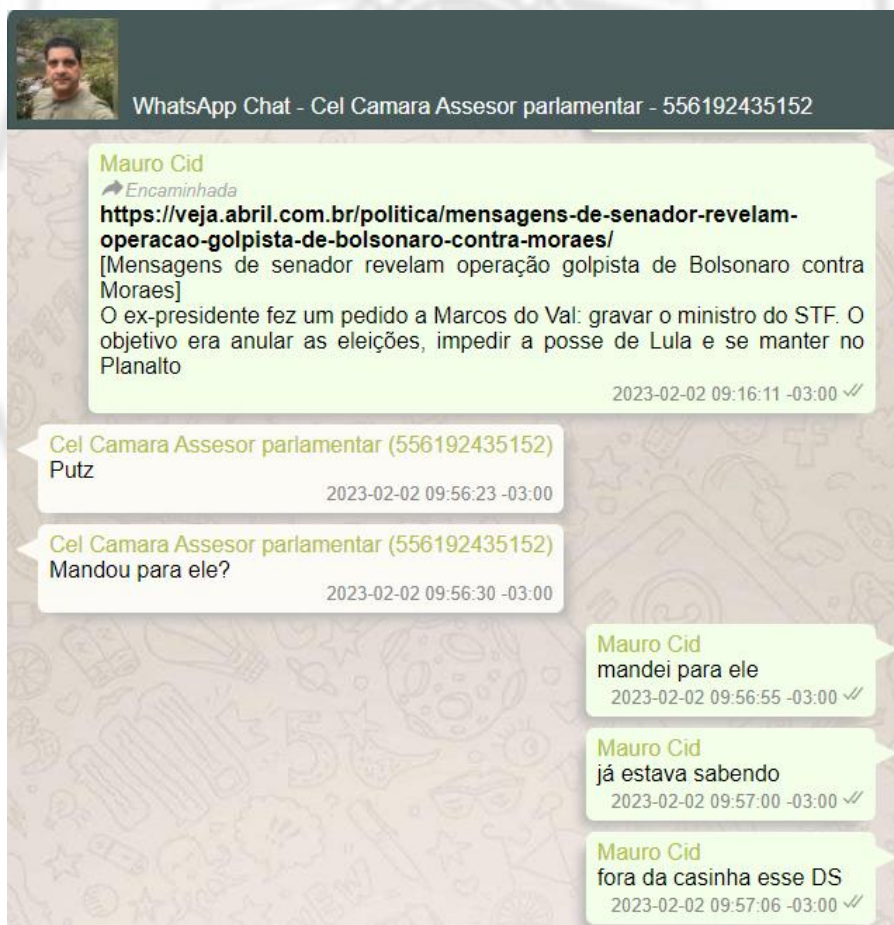 WhatsApp Chat - Cel Camara Assesor parlamentar - 556192435152
Mauro Cid
Encaminhada
https://veja.abril.com.br/politica/mensagens-de-senador-revelam-
operacao-golpista-de-bolsonaro-contra-moraes/
[Mensagens de senador revelam operação golpista de Bolsonaro contra
Moraes]
O ex-presidente fez um pedido a Marcos do Val: gravar o ministro do STF. O
objetivo era anular as eleições, impedir a posse de Lula e se manter no
Planalto
2023-02-02 09:16:11 -03:00
Cel Camara Assesor parlamentar (556192435152)
Putz
2023-02-02 09:56:23 -03:00
Cel Camara Assesor parlamentar (556192435152)
Mandou para ele?
2023-02-02 09:56:30 -03:00
Mauro Cid
mandei para ele
2023-02-02 09:56:55 -03:00
Mauro Cid
já estava sabendo
2023-02-02 09:57:00 -03:00
Mauro Cid
fora da casinha esse DS
2023-02-02 09:57:06 -03:00